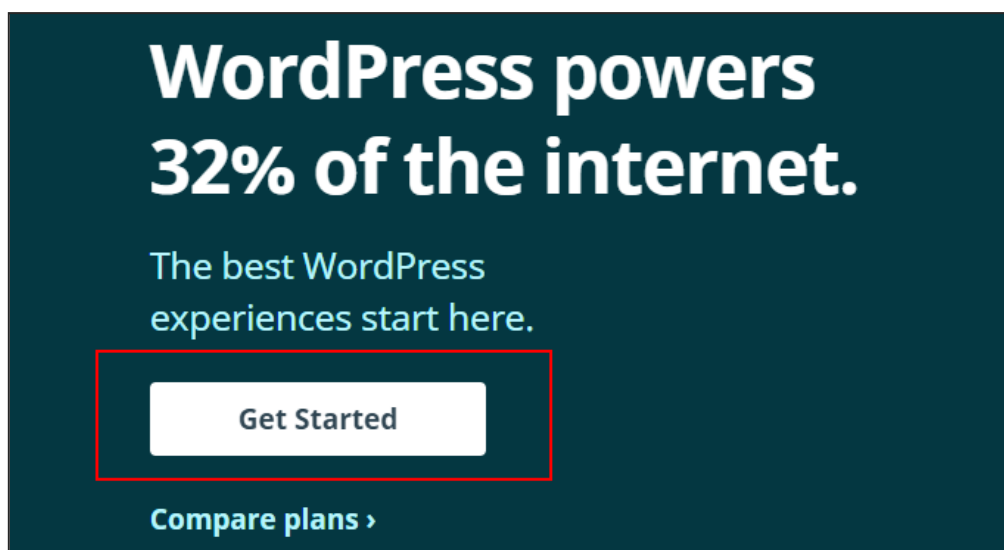 WordPress powers
32% of the internet.
The best WordPress
experiences start here.
Get Started
Compare plans ›